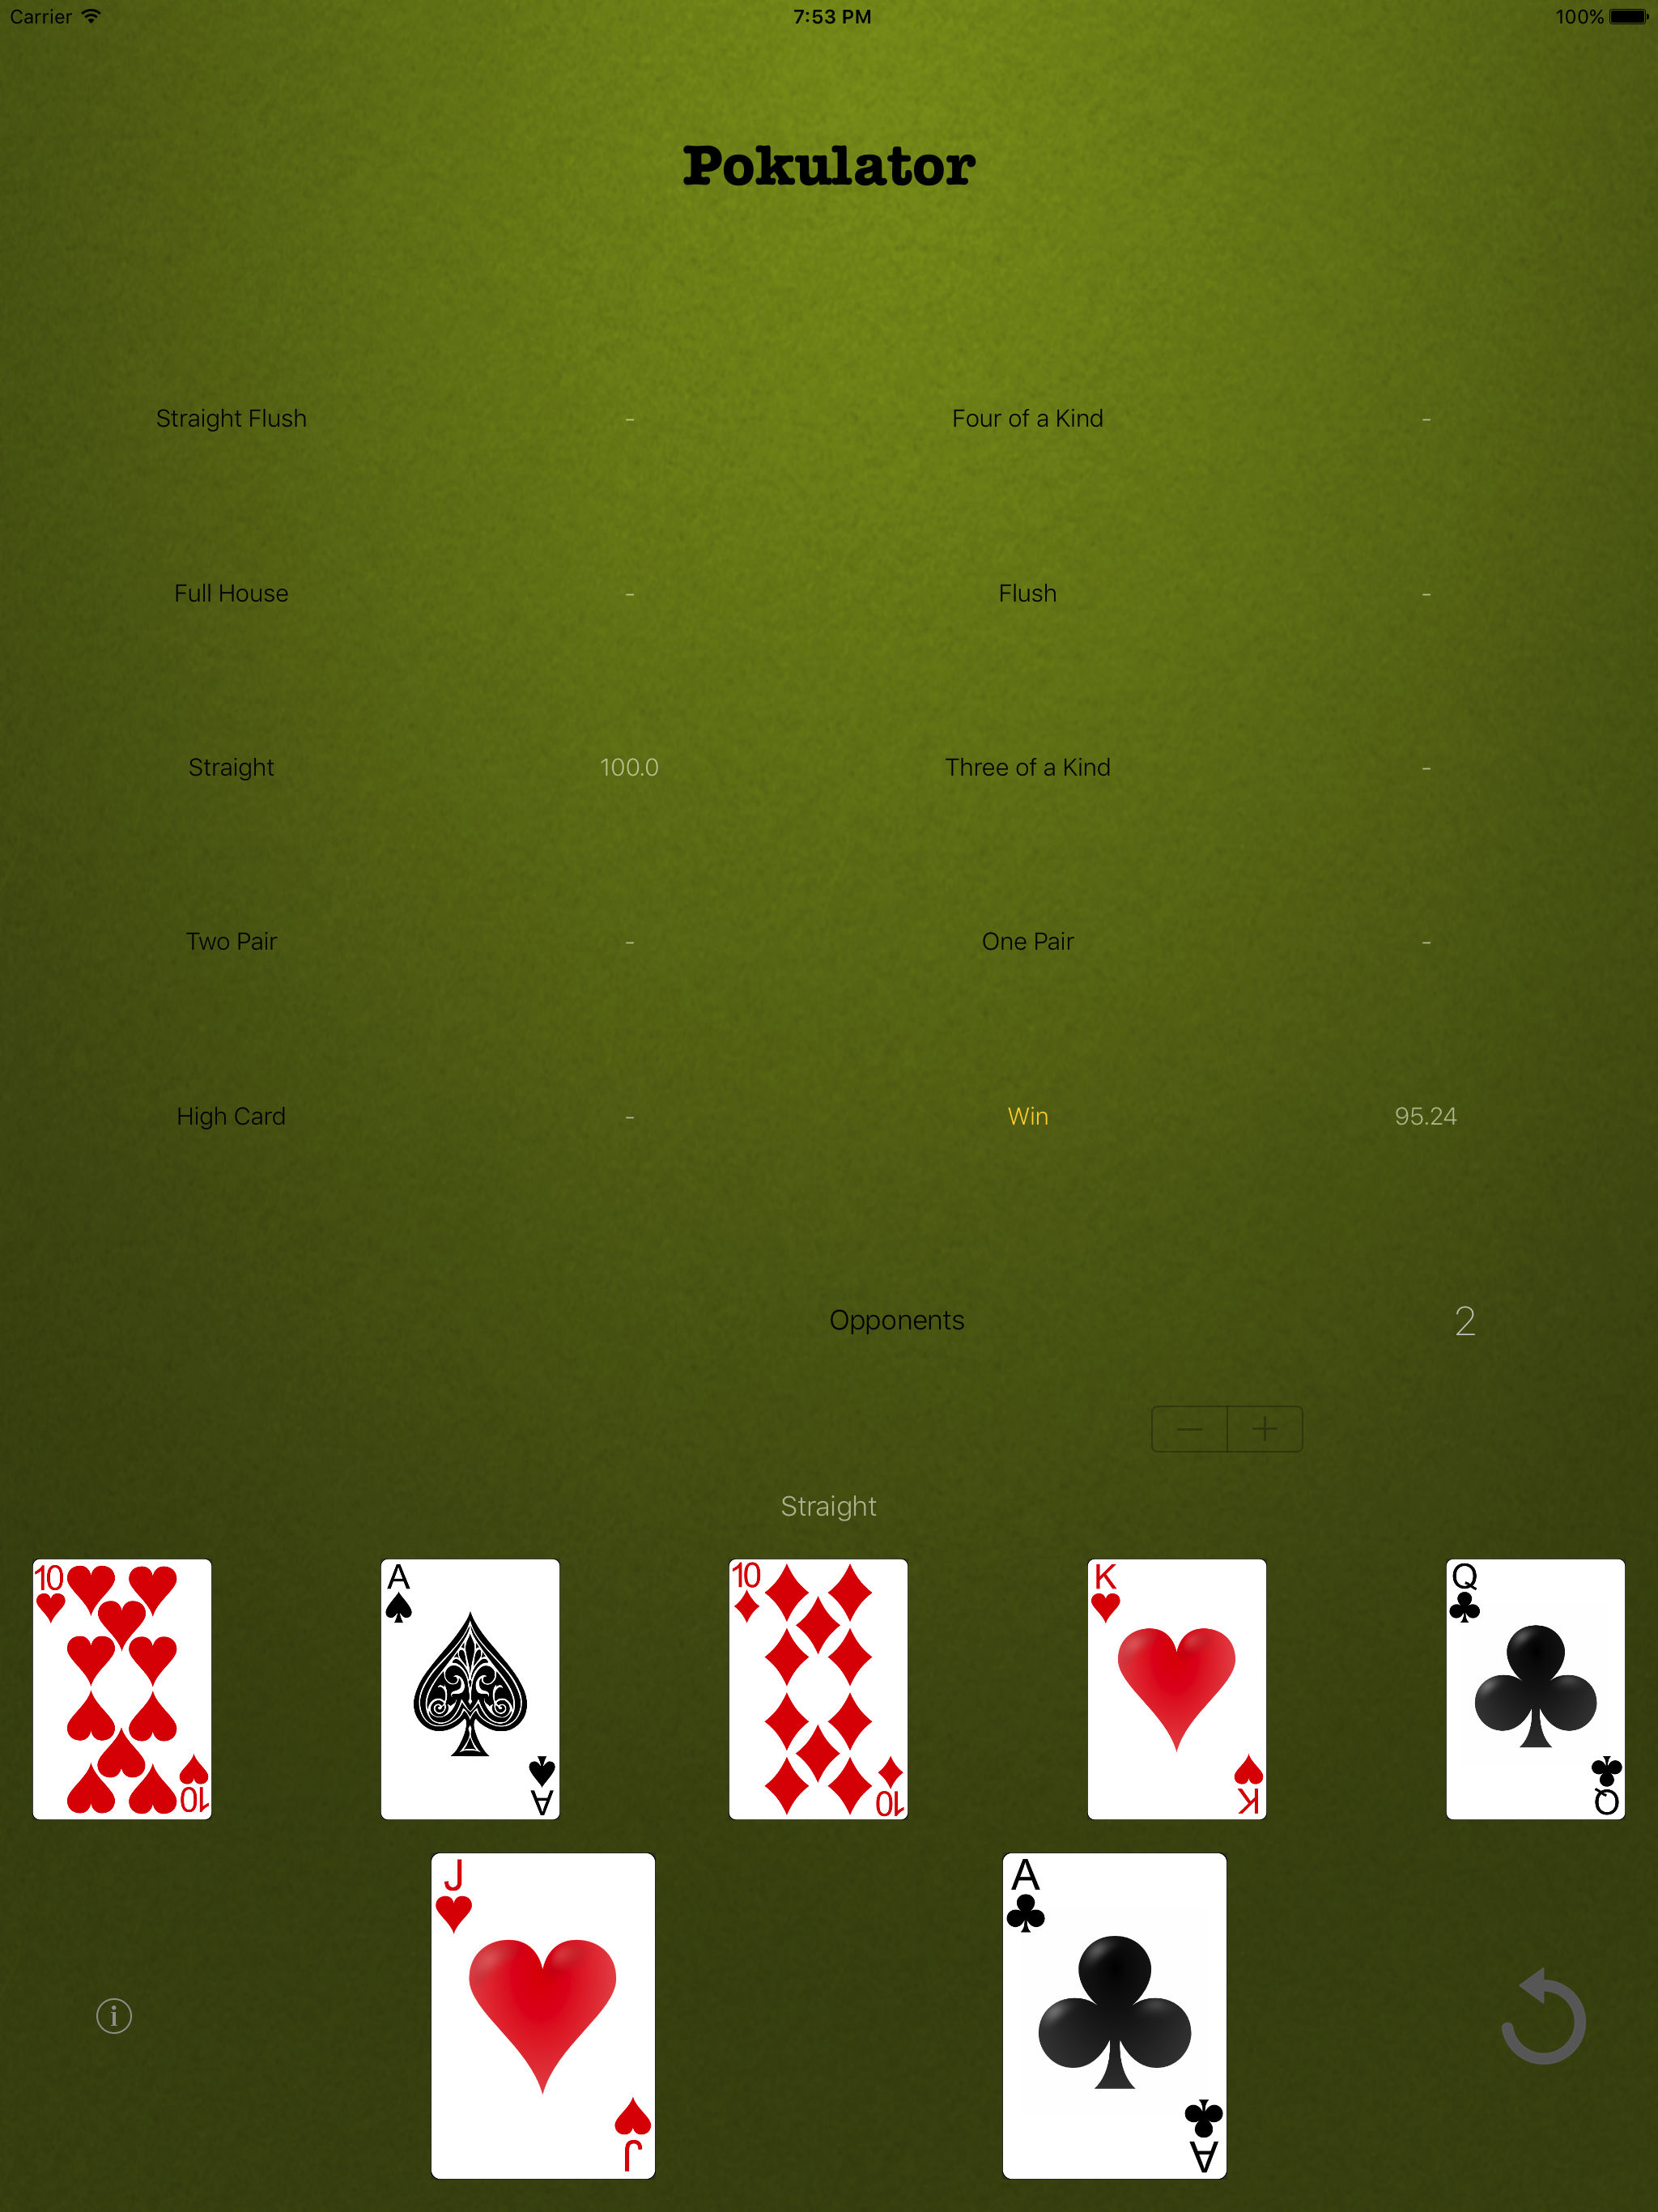 Carrier 7:53 PM 100%
Pokulator
Straight Flush - Four of a Kind -
Full House - Flush -
Straight 100.0 Three of a Kind -
Two Pair - One Pair -
High Card - Win 95.24
Opponents 2
− +
Straight
10 A 10 K Q
10 A 10 K Q
J A
i
J A